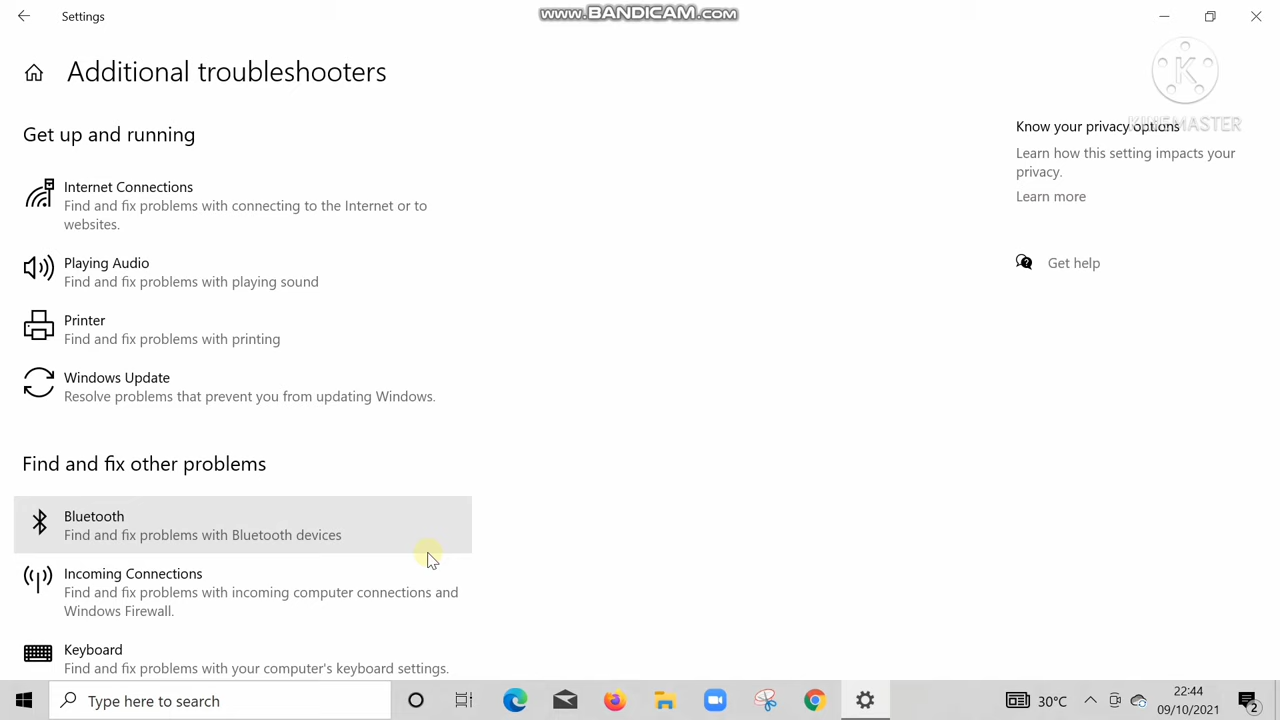 Settings
www.BANDICAM.com
Additional troubleshooters
Get up and running
Internet Connections
Find and fix problems with connecting to the Internet or to
websites.
Playing Audio
Find and fix problems with playing sound
Printer
Find and fix problems with printing
Windows Update
Resolve problems that prevent you from updating Windows.
Find and fix other problems
Bluetooth
Find and fix problems with Bluetooth devices
Incoming Connections
Find and fix problems with incoming computer connections and
Windows Firewall.
Keyboard
Find and fix problems with your computer's keyboard settings.
K
KINEMASTER
Know your privacy options
Learn how this setting impacts your
privacy.
Learn more
Get help
Type here to search
30°C
22:44
09/10/2021
2